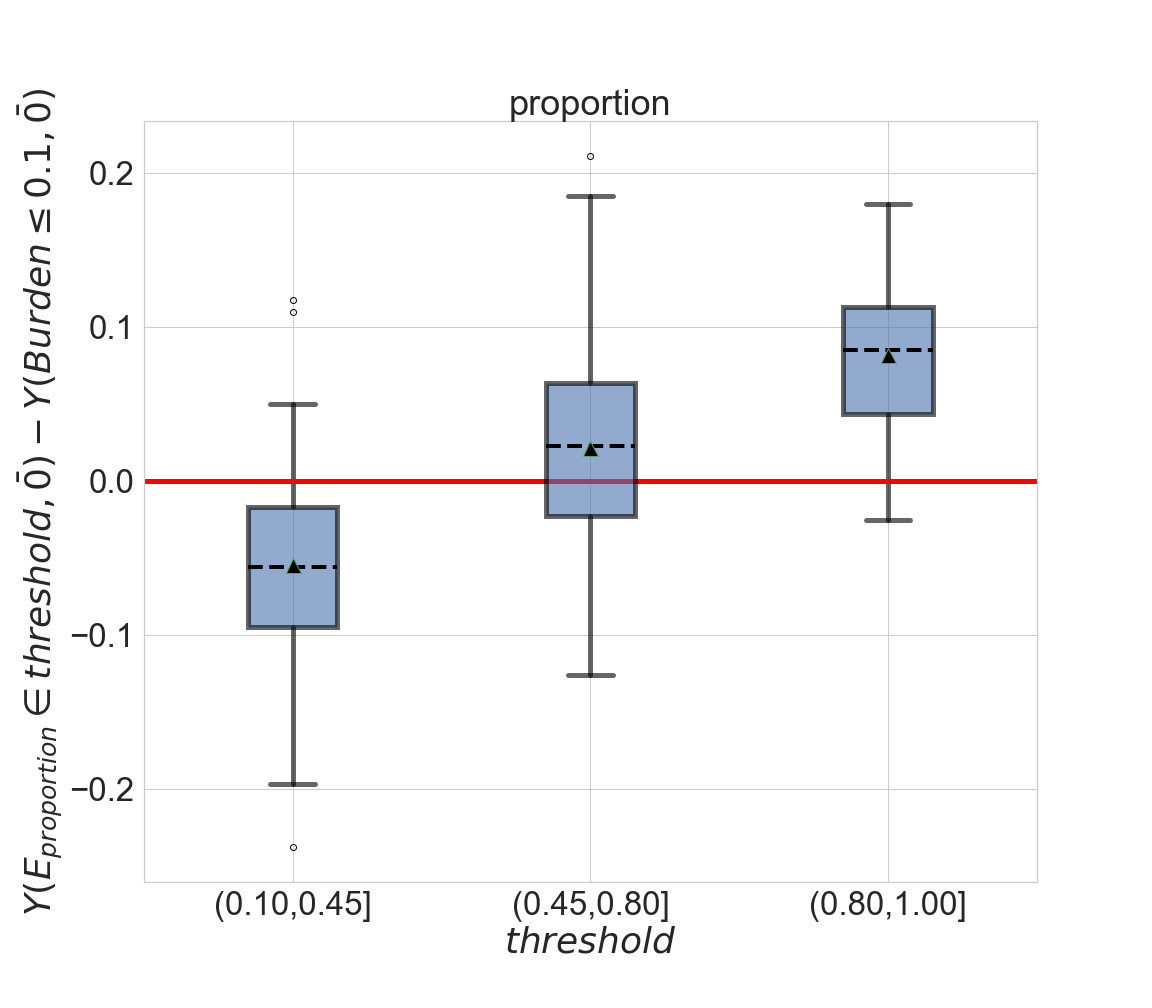 proportion
Y(E_proportion ∈ threshold, 0̄) − Y(Burden ≤ 0.1, 0̄)
0.2
0.1
0.0
−0.1
−0.2
(0.10,0.45] (0.45,0.80] (0.80,1.00]
threshold